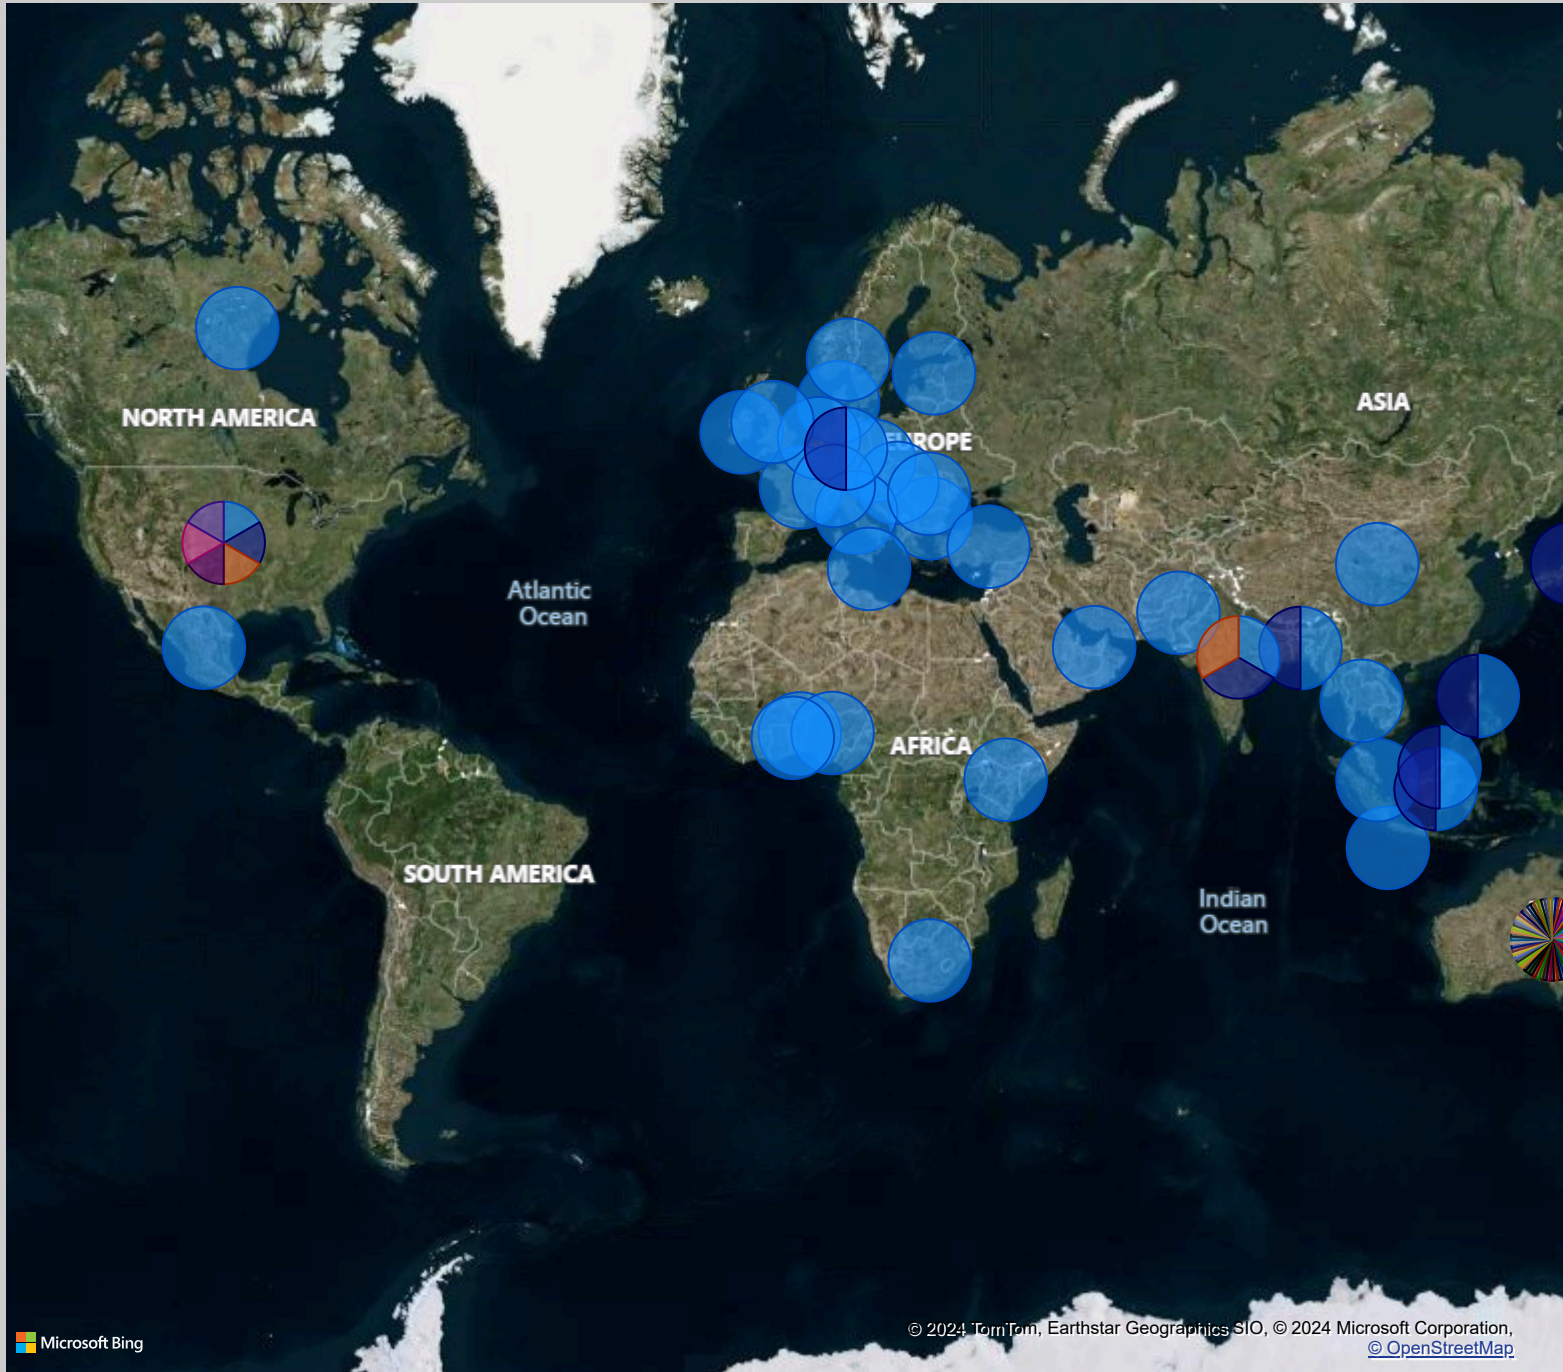 NORTH AMERICA
ASIA
EUROPE
Atlantic
Ocean
AFRICA
SOUTH AMERICA
Indian
Ocean
Microsoft Bing
© 2024 TomTom, Earthstar Geographics SIO, © 2024 Microsoft Corporation,
© OpenStreetMap